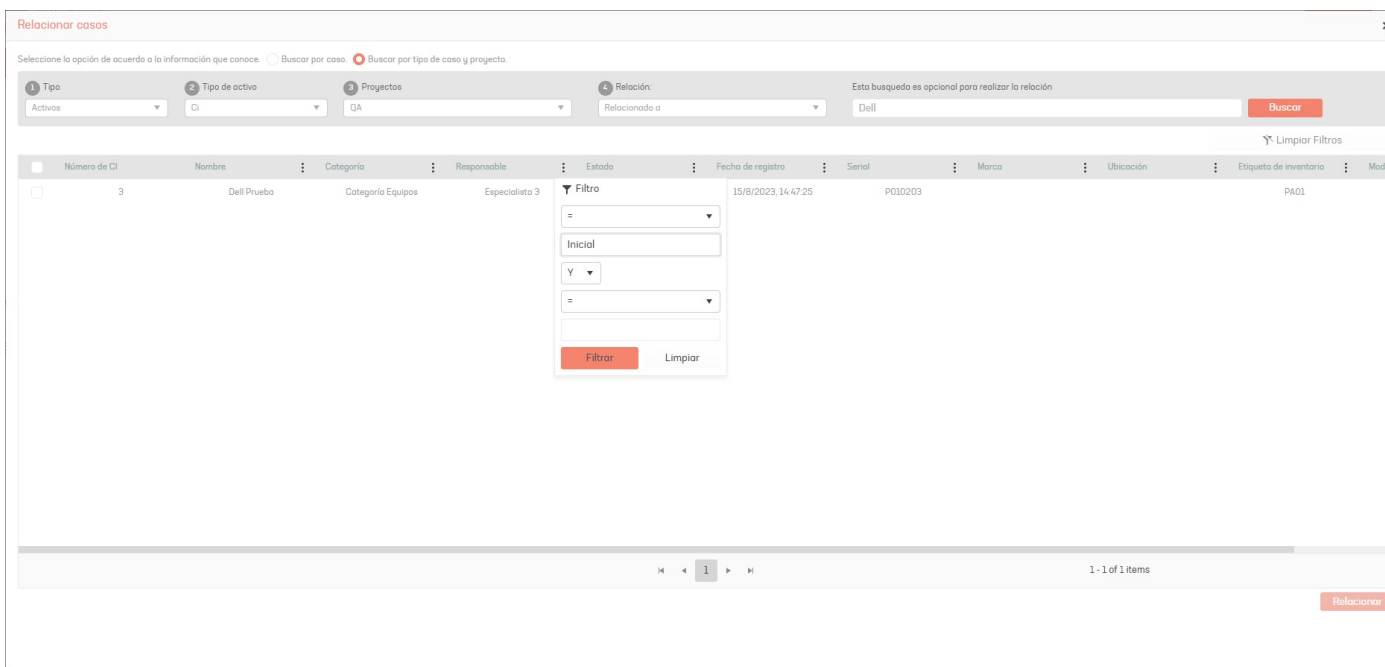 Relacionar casos
Seleccione la opción de acuerdo a la información que conoce. Buscar por caso. Buscar por tipo de caso y proyecto.
1 Tipo 2 Tipo de activo 3 Proyectos 4 Relación: Esta busqueda es opcional para realizar la relación
Activos Ci QA Relacionado a Dell Buscar
Limpiar Filtros
Número de CI Nombre Categoría Responsable Estado Fecha de registro Serial Marca Ubicación Etiqueta de inventario Mod
3 Dell Prueba Categoría Equipos Especialista 3 15/8/2023, 14:47:25 P010203 PA01
Filtro
=
Inicial
Y
=
Filtrar Limpiar
1 1 - 1 of 1 items
Relacionar